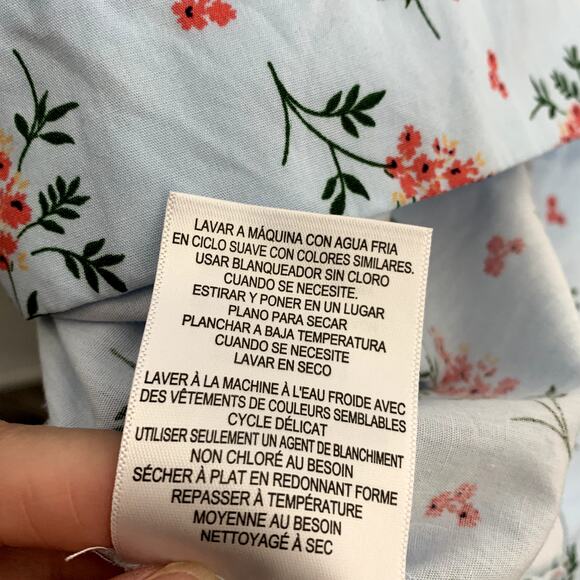 LAVAR A MÁQUINA CON AGUA FRIA
EN CICLO SUAVE CON COLORES SIMILARES.
USAR BLANQUEADOR SIN CLORO
CUANDO SE NECESITE.
ESTIRAR Y PONER EN UN LUGAR
PLANO PARA SECAR
PLANCHAR A BAJA TEMPERATURA
CUANDO SE NECESITE
LAVAR EN SECO
LAVER À LA MACHINE À L'EAU FROIDE AVEC
DES VÊTEMENTS DE COULEURS SEMBLABLES
CYCLE DÉLICAT
UTILISER SEULEMENT UN AGENT DE BLANCHIMENT
NON CHLORÉ AU BESOIN
SÉCHER À PLAT EN REDONNANT FORME
REPASSER À TEMPÉRATURE
MOYENNE AU BESOIN
NETTOYAGÉ À SEC